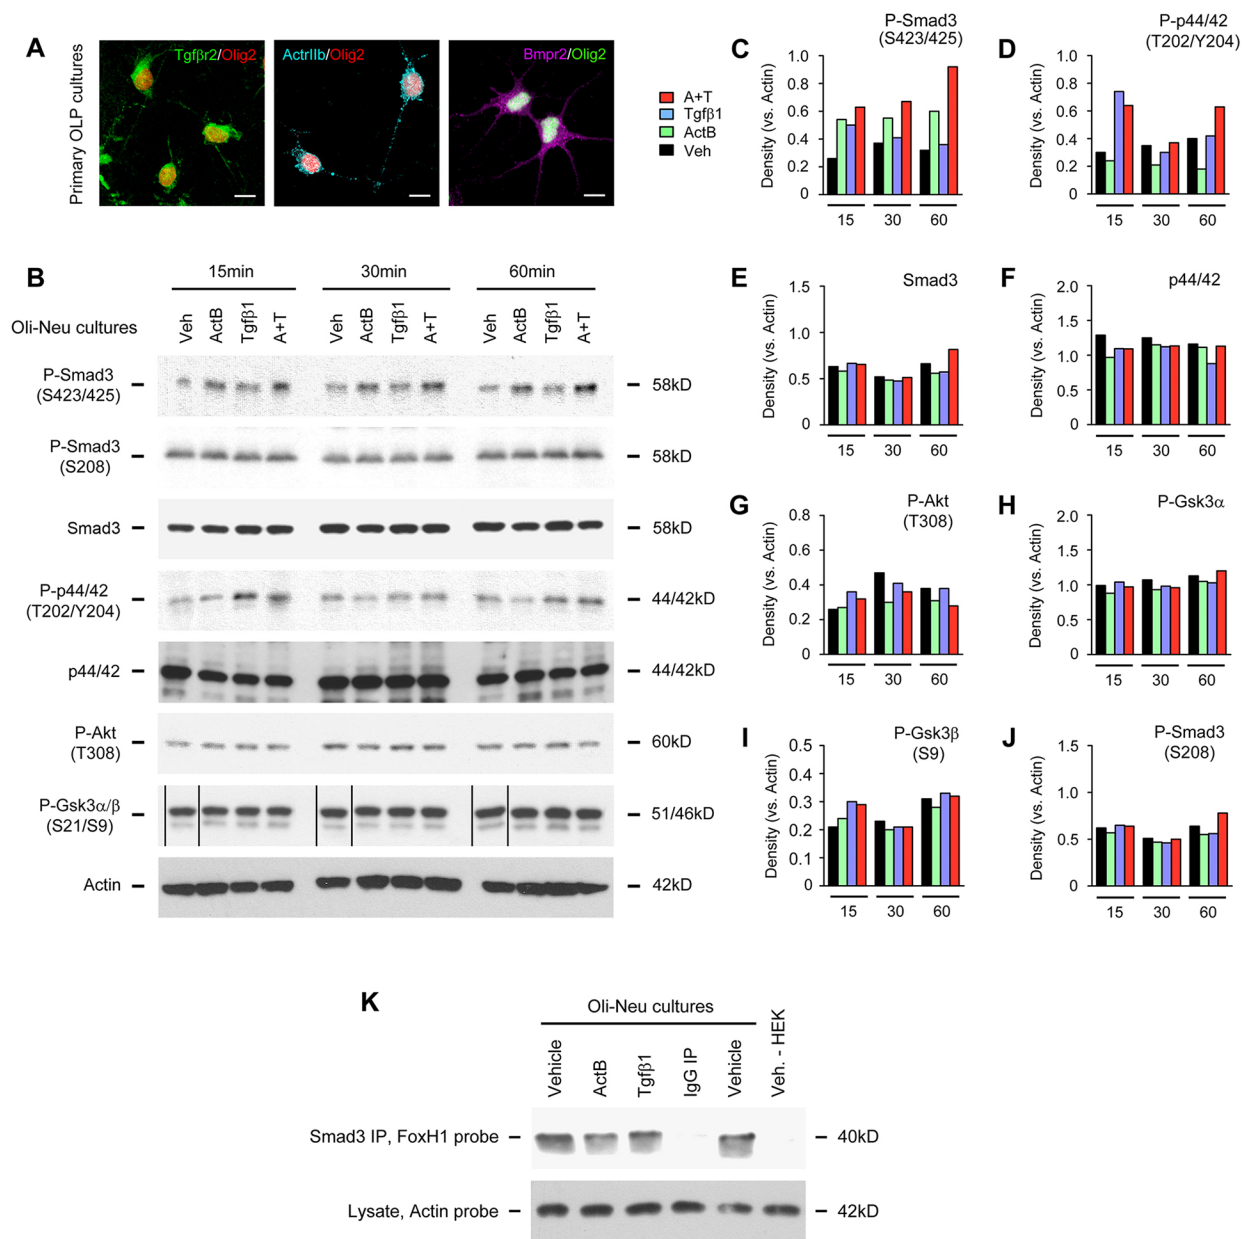 A
Primary OLP cultures
Tgfβr2/Olig2
ActrIIb/Olig2
Bmpr2/Olig2
A+T
Tgfβ1
ActB
Veh
C
P-Smad3
(S423/425)
Density (vs. Actin)
1.0
0.8
0.6
0.4
0.2
0
15 30 60
D
P-p44/42
(T202/Y204)
Density (vs. Actin)
1.0
0.8
0.6
0.4
0.2
0
15 30 60
B
15min 30min 60min
Oli-Neu cultures
Veh ActB Tgfβ1 A+T Veh ActB Tgfβ1 A+T Veh ActB Tgfβ1 A+T
P-Smad3
(S423/425)
58kD
P-Smad3
(S208)
58kD
Smad3 58kD
P-p44/42
(T202/Y204)
44/42kD
p44/42 44/42kD
P-Akt
(T308)
60kD
P-Gsk3α/β
(S21/S9)
51/46kD
Actin 42kD
E
Smad3
Density (vs. Actin)
1.5
1.0
0.5
0
15 30 60
F
p44/42
Density (vs. Actin)
2.0
1.5
1.0
0.5
0
15 30 60
G
P-Akt
(T308)
Density (vs. Actin)
0.8
0.6
0.4
0.2
0
15 30 60
H
P-Gsk3α
Density (vs. Actin)
2.0
1.5
1.0
0.5
0
15 30 60
I
P-Gsk3β
(S9)
Density (vs. Actin)
0.5
0.4
0.3
0.2
0.1
0
15 30 60
J
P-Smad3
(S208)
Density (vs. Actin)
1.5
1.0
0.5
0
15 30 60
K
Oli-Neu cultures
Vehicle ActB Tgfβ1 IgG IP Vehicle Veh. - HEK
Smad3 IP, FoxH1 probe 40kD
Lysate, Actin probe 42kD